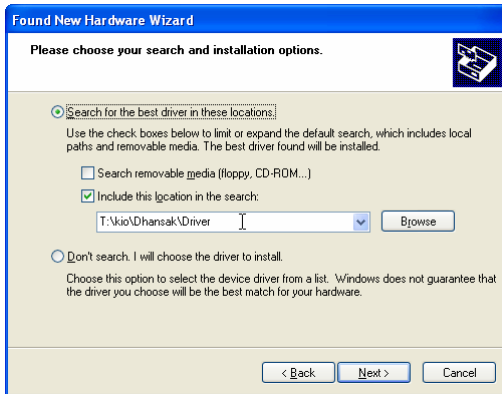 Found New Hardware Wizard
Please choose your search and installation options.
Search for the best driver in these locations.
Use the check boxes below to limit or expand the default search, which includes local
paths and removable media. The best driver found will be installed.
Search removable media (floppy, CD-ROM...)
Include this location in the search:
T:\kio\Dhansak\Driver
Browse
Don't search. I will choose the driver to install.
Choose this option to select the device driver from a list. Windows does not guarantee that
the driver you choose will be the best match for your hardware.
< Back
Next >
Cancel